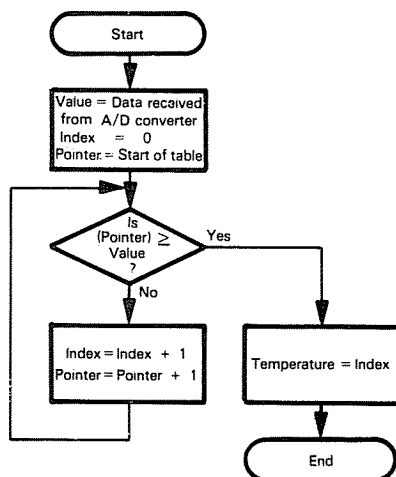 Start
Value = Data received
from A/D converter
Index = 0
Pointer = Start of table
Is
(Pointer) ≥
Value
?
Yes
No
Index = Index + 1
Pointer = Pointer + 1
Temperature = Index
End